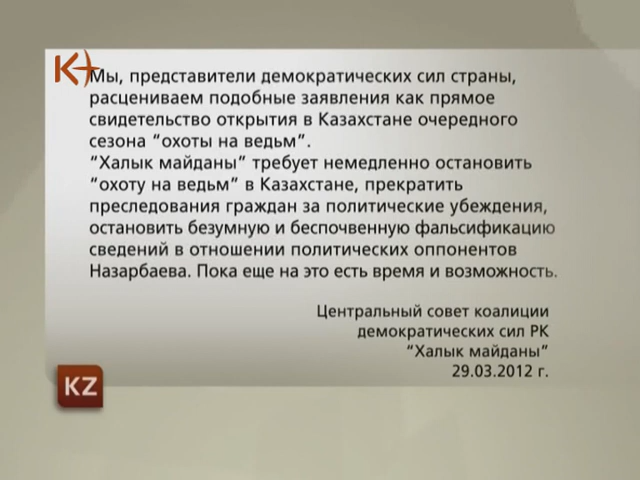 K+
Мы, представители демократических сил страны,
расцениваем подобные заявления как прямое
свидетельство открытия в Казахстане очередного
сезона “охоты на ведьм”.
“Халык майданы” требует немедленно остановить
“охоту на ведьм” в Казахстане, прекратить
преследования граждан за политические убеждения,
остановить безумную и беспочвенную фальсификацию
сведений в отношении политических оппонентов
Назарбаева. Пока еще на это есть время и возможность.
Центральный совет коалиции
демократических сил РК
“Халык майданы”
29.03.2012 г.
KZ